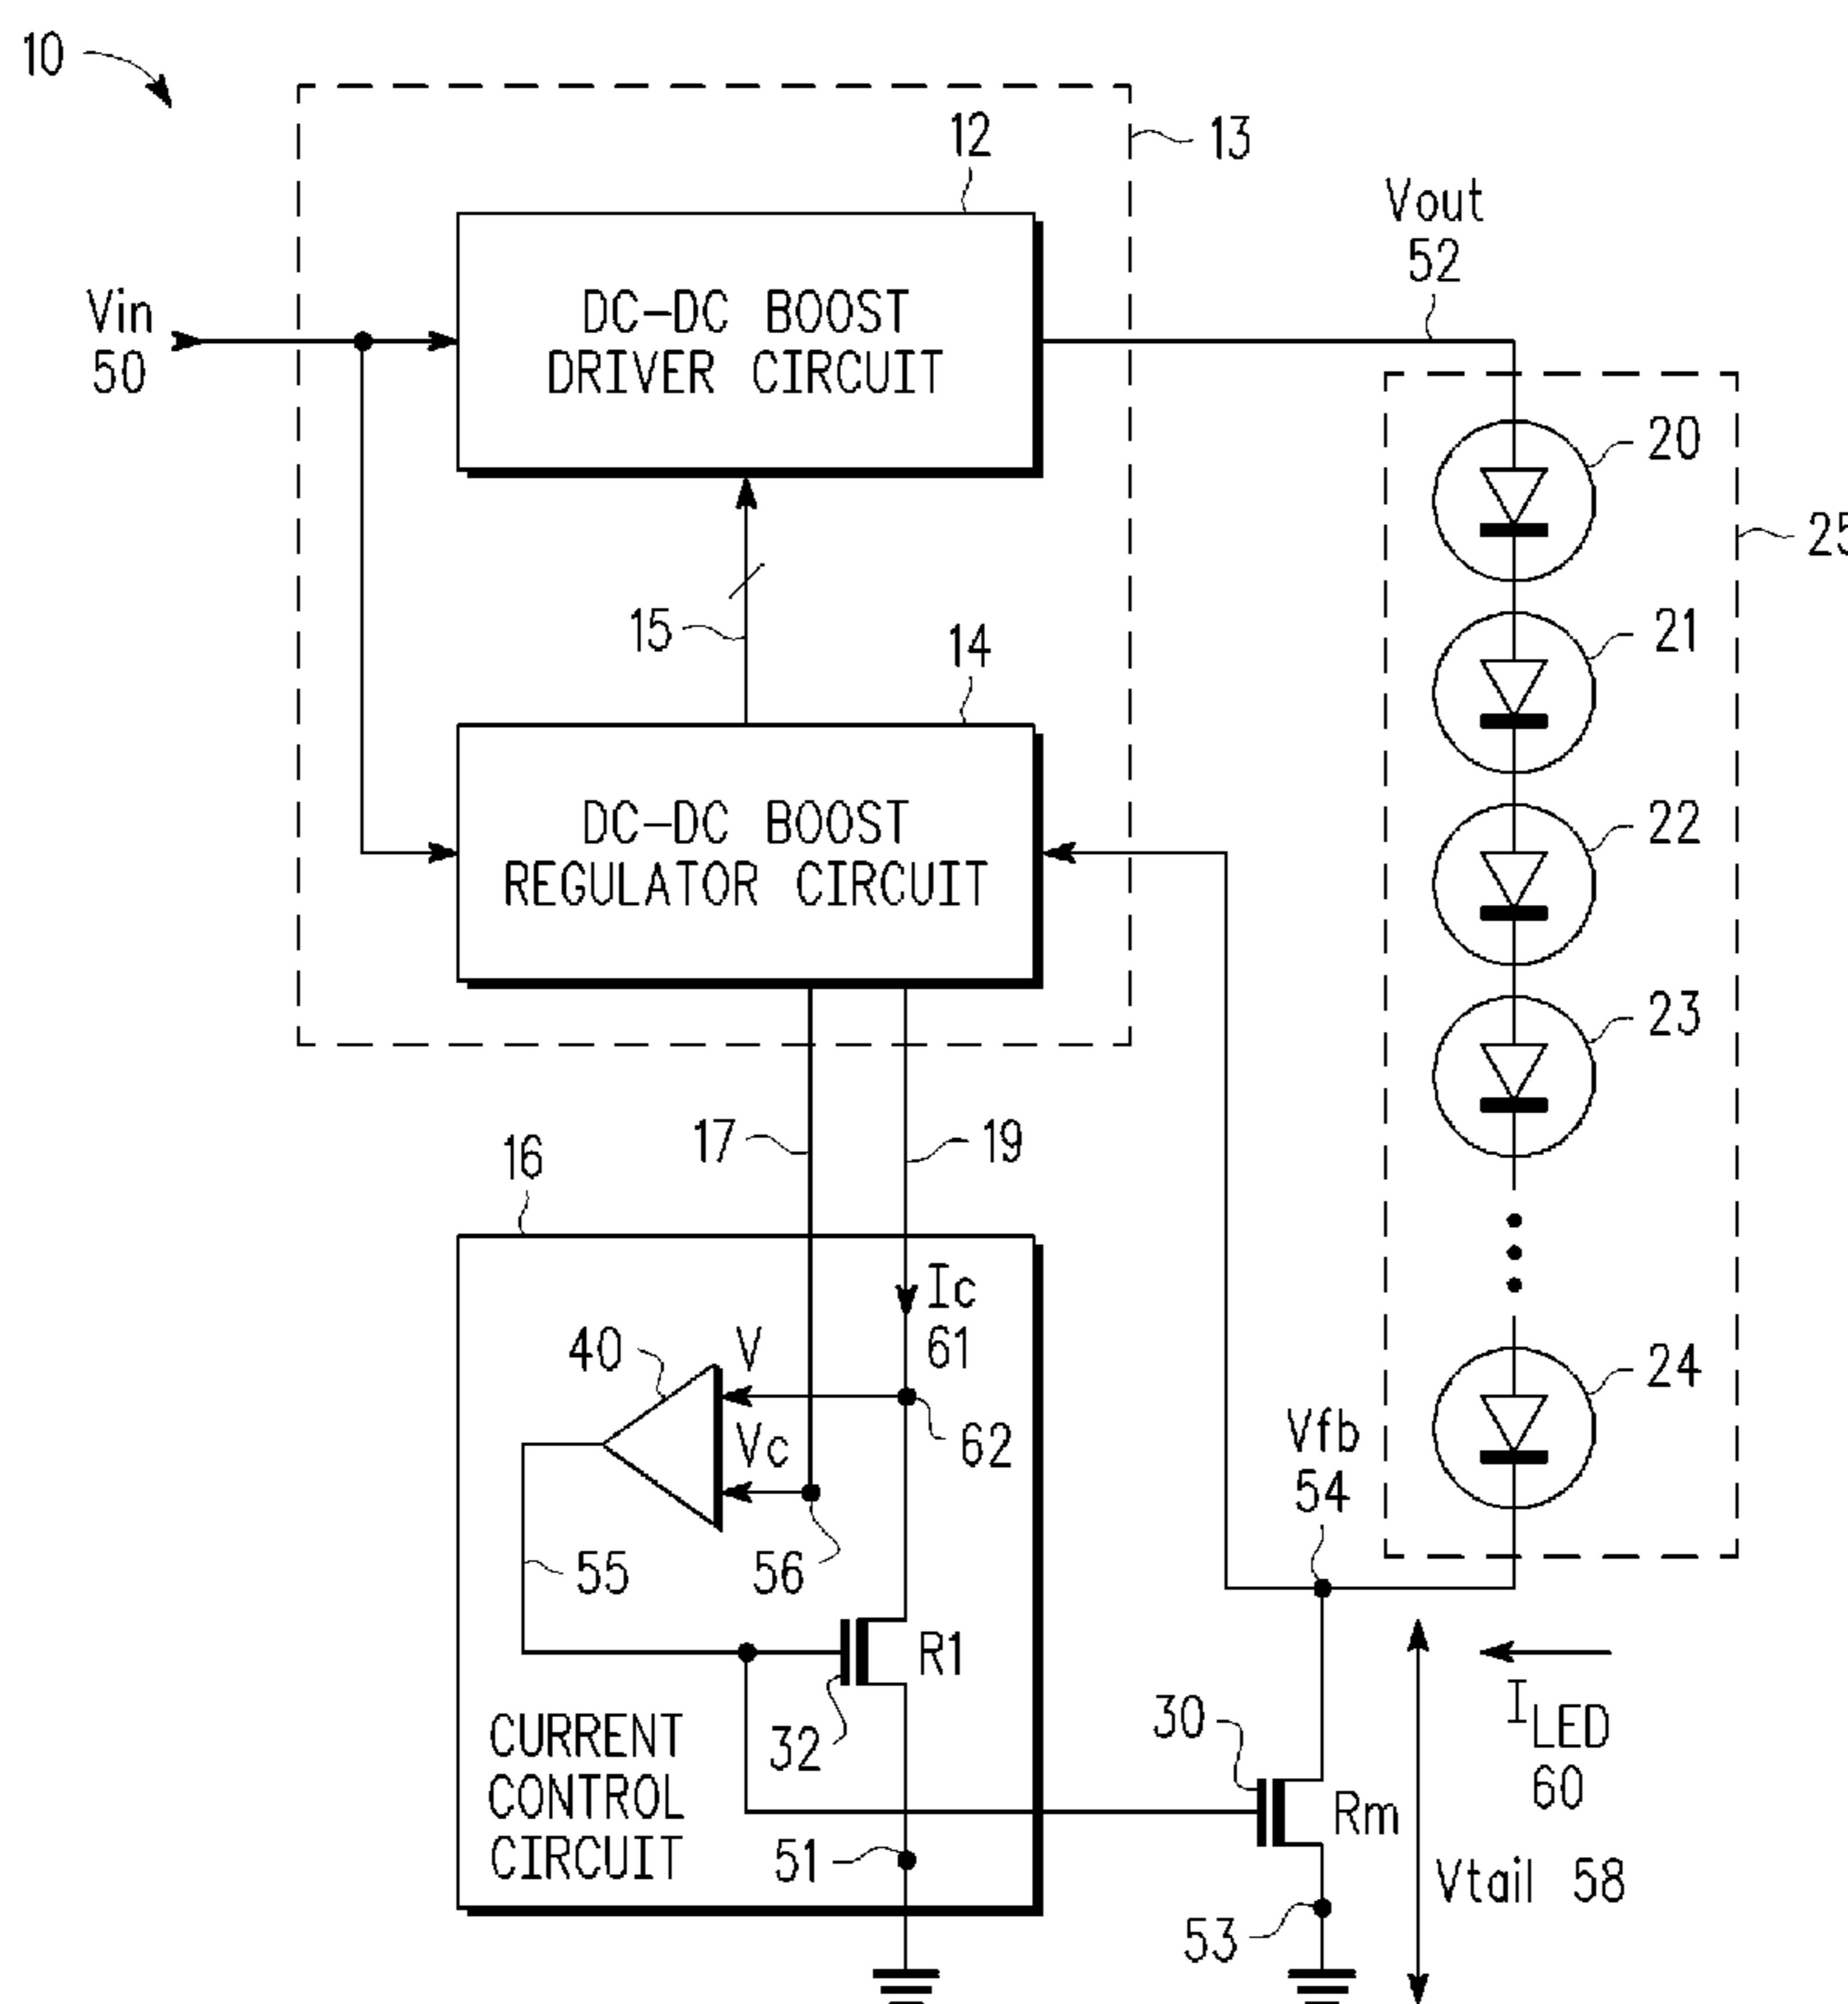 10
12
13
Vout
52
Vin
50
DC-DC BOOST
DRIVER CIRCUIT
20
25
21
15
14
22
DC-DC BOOST
REGULATOR CIRCUIT
23
17
19
16
Ic
61
40
V
24
Vc
62
Vfb
54
55
56
R1
32
30
ILED
60
Rm
CURRENT
CONTROL
CIRCUIT
51
Vtail 58
53